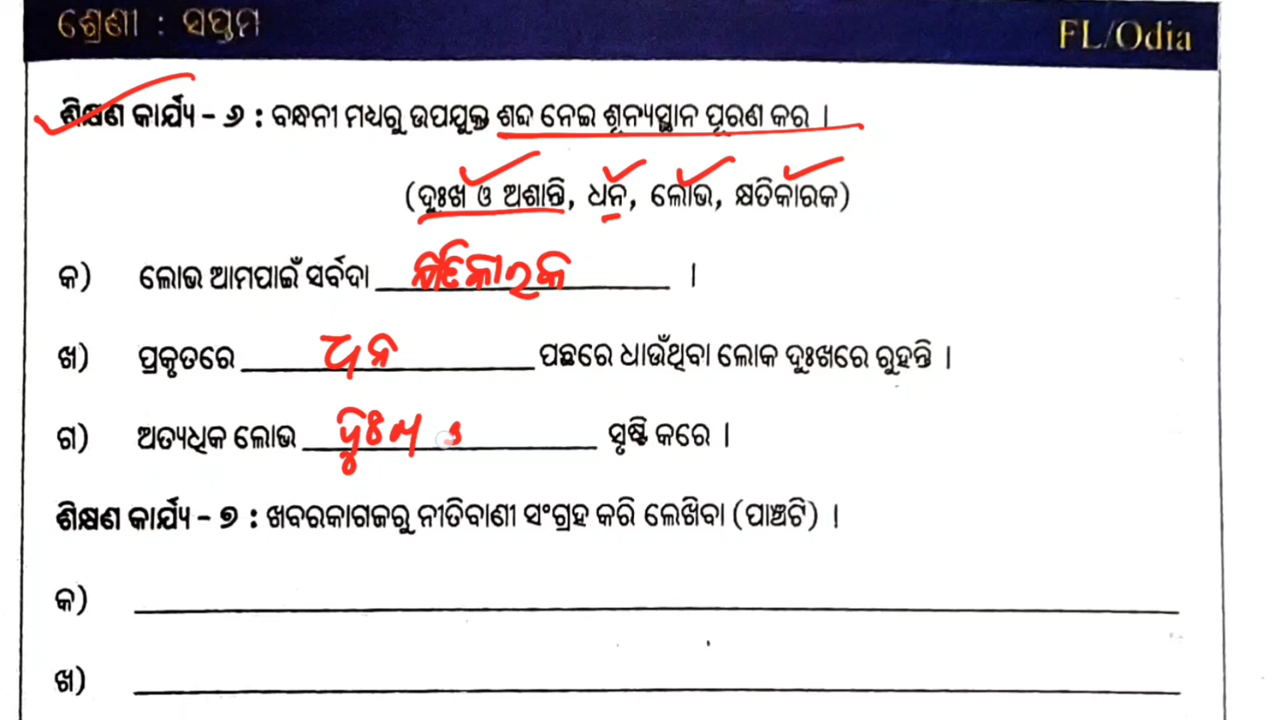 ଶ୍ରେଣୀ : ସପ୍ତମ
FL/Odia
ଶିକ୍ଷଣ କାର୍ଯ୍ୟ - ୬ : ବନ୍ଧନୀ ମଧ୍ୟରୁ ଉପଯୁକ୍ତ ଶବ୍ଦ ନେଇ ଶୂନ୍ୟସ୍ଥାନ ପୂରଣ କର ।
(ଦୁଃଖ ଓ ଅଶାନ୍ତି, ଧନ, ଲୋଭ, କ୍ଷତିକାରକ)
କ) ଲୋଭ ଆମପାଇଁ ସର୍ବଦା କ୍ଷତିକାରକ ।
ଖ) ପ୍ରକୃତରେ ଧନ ପଛରେ ଧାଉଁଥିବା ଲୋକ ଦୁଃଖରେ ରୁହନ୍ତି ।
ଗ) ଅତ୍ୟଧିକ ଲୋଭ ଦୁଃଖ ଓ ସୃଷ୍ଟି କରେ ।
ଶିକ୍ଷଣ କାର୍ଯ୍ୟ - ୭ : ଖବରକାଗଜରୁ ନୀତିବାଣୀ ସଂଗ୍ରହ କରି ଲେଖିବା (ପାଞ୍ଚଟି) ।
କ)
ଖ)